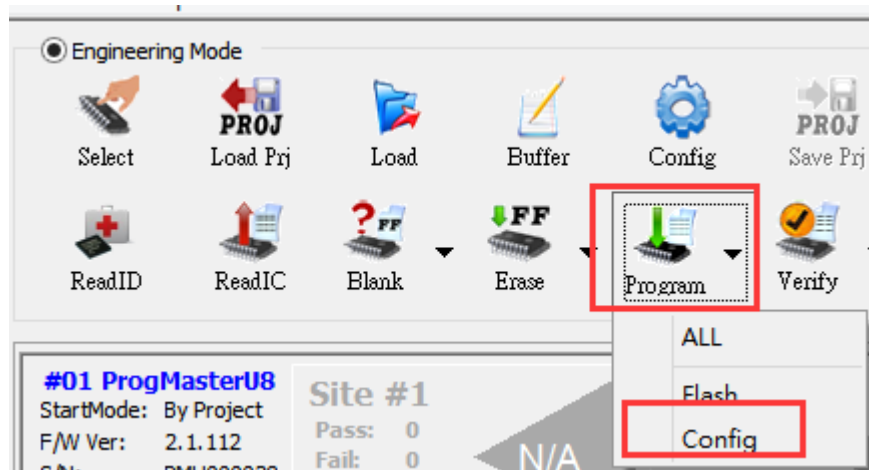 Engineering Mode
PROJ PROJ
Select Load Prj Load Buffer Config Save Prj
? FF FF
ReadID ReadIC Blank Erase Program Verify
ALL
#01 ProgMasterU8 Site #1 Flash
StartMode: By Project
Pass: 0 Config
F/W Ver: 2.1.112
Fail: 0 N/A